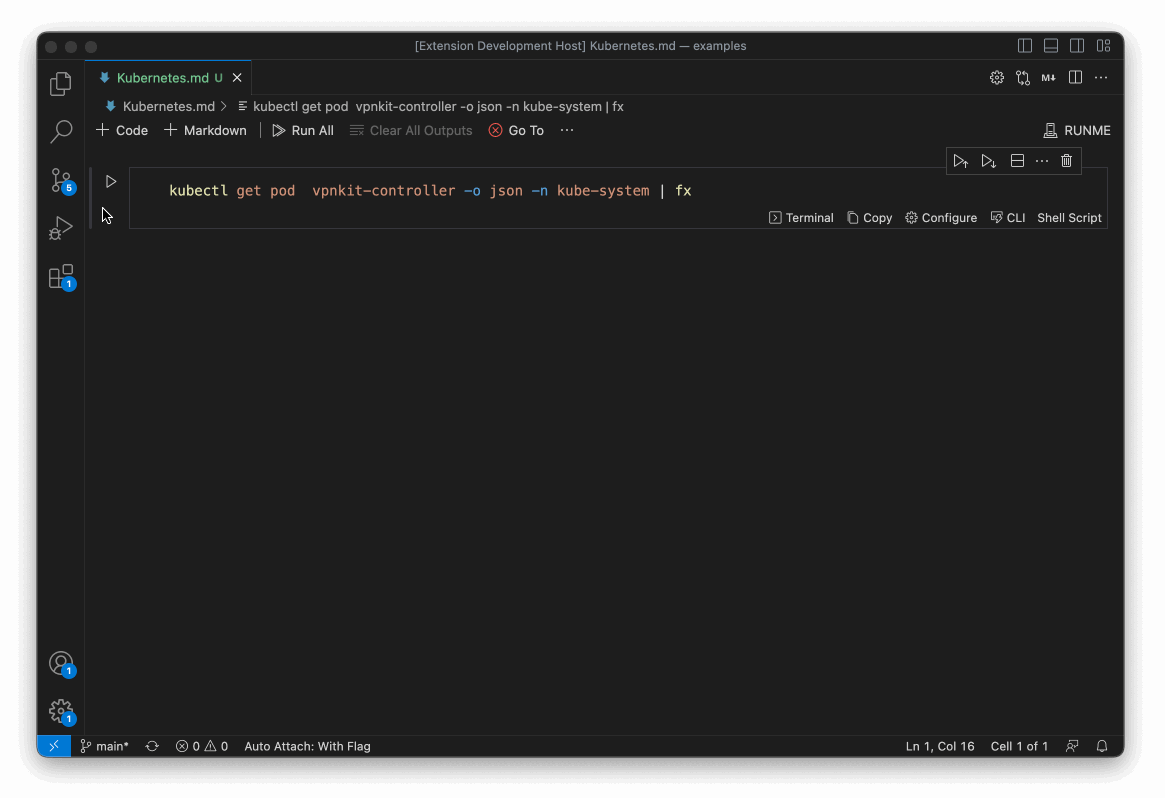 [Extension Development Host] Kubernetes.md — examples
Kubernetes.md U
Kubernetes.md > kubectl get pod  vpnkit-controller -o json -n kube-system | fx
+ Code + Markdown | Run All Clear All Outputs Go To ··· RUNME
kubectl get pod  vpnkit-controller -o json -n kube-system | fx
Terminal Copy Configure CLI Shell Script
5
1
1
1
main* 0 0 Auto Attach: With Flag Ln 1, Col 16 Cell 1 of 1